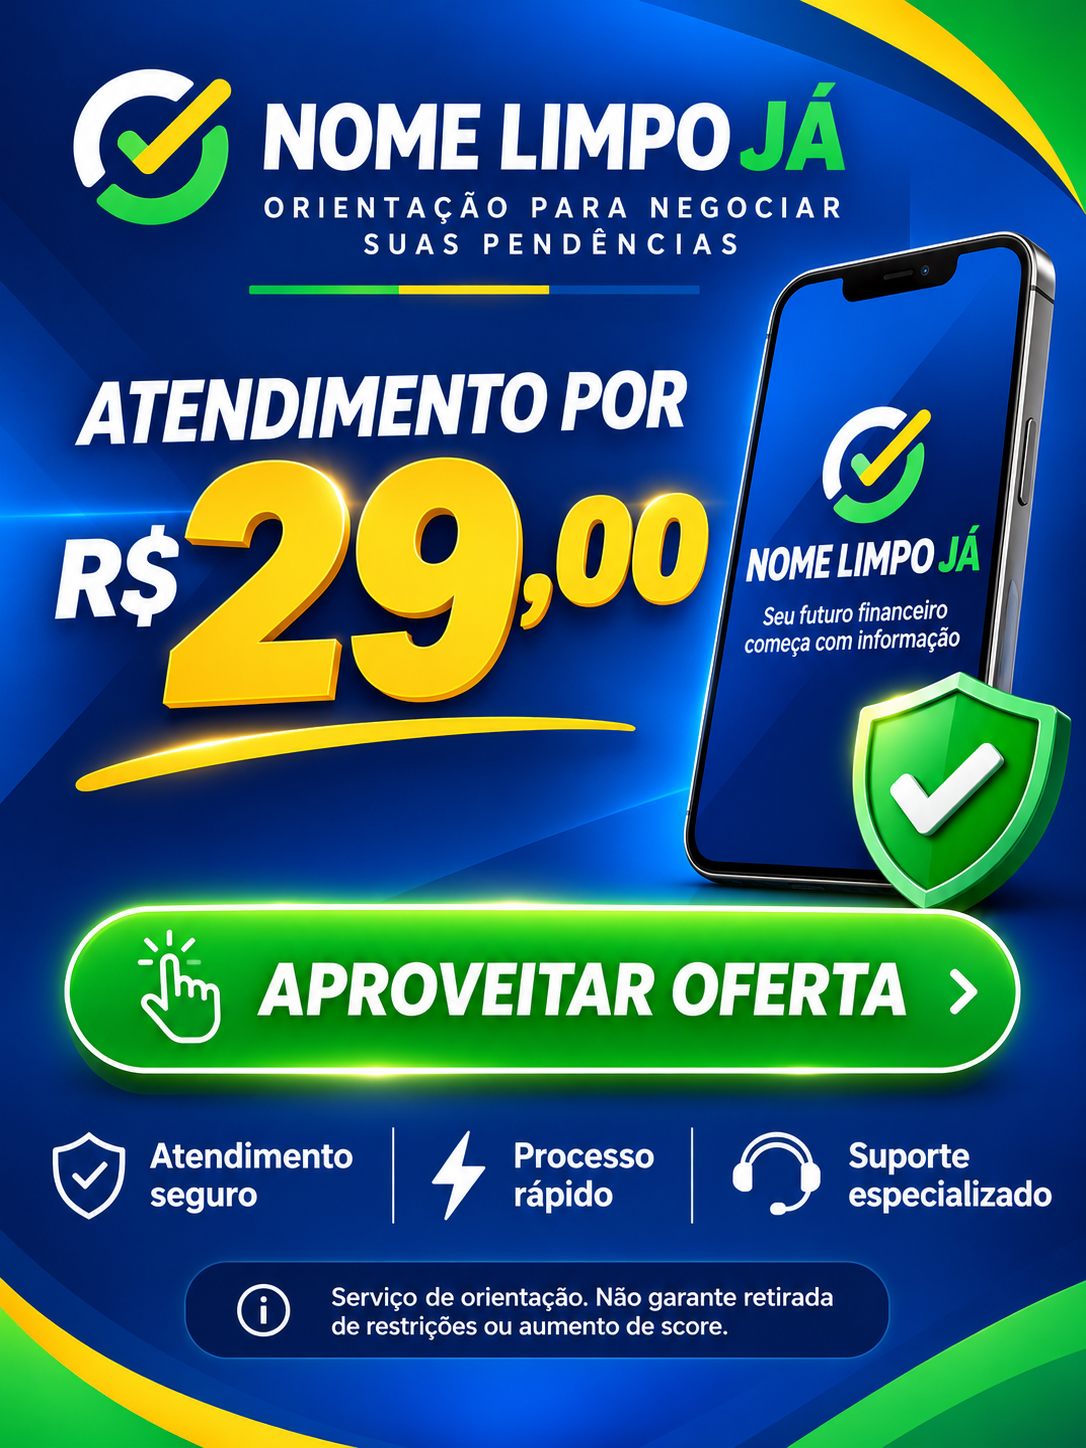 NOME LIMPO JÁ
ORIENTAÇÃO PARA NEGOCIAR
SUAS PENDÊNCIAS
ATENDIMENTO POR
R$29,00
NOME LIMPO JÁ
Seu futuro financeiro
começa com informação
APROVEITAR OFERTA
Atendimento
seguro
Processo
rápido
Suporte
especializado
Serviço de orientação. Não garante retirada
de restrições ou aumento de score.